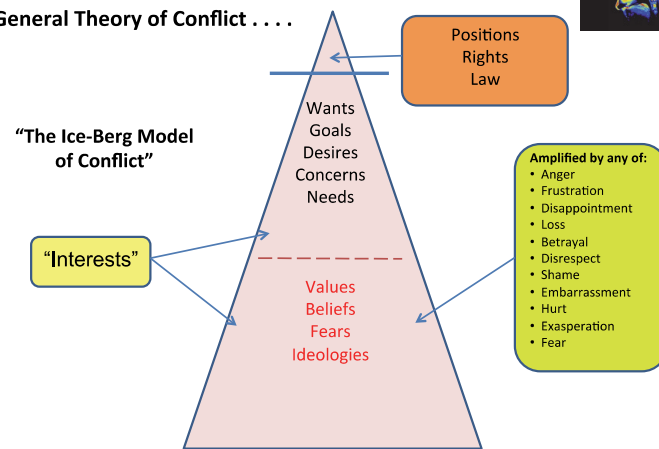 General Theory of Conflict . . . .
Positions
Rights
Law
"The Ice-Berg Model
of Conflict"
Wants
Goals
Desires
Concerns
Needs
"Interests"
Values
Beliefs
Fears
Ideologies
Amplified by any of:
• Anger
• Frustration
• Disappointment
• Loss
• Betrayal
• Disrespect
• Shame
• Embarrassment
• Hurt
• Exasperation
• Fear